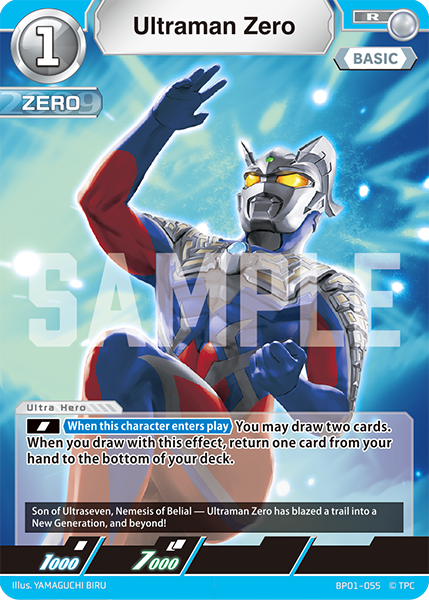 Ultraman Zero
R
1
BASIC
2009
ZERO
SAMPLE
Ultra Hero
When this character enters play You may draw two cards.
When you draw with this effect, return one card from your
hand to the bottom of your deck.
Son of Ultraseven, Nemesis of Belial — Ultraman Zero has blazed a trail into a
New Generation, and beyond!
1000
7000
Illus. YAMAGUCHI BIRU
BP01-055 © TPC